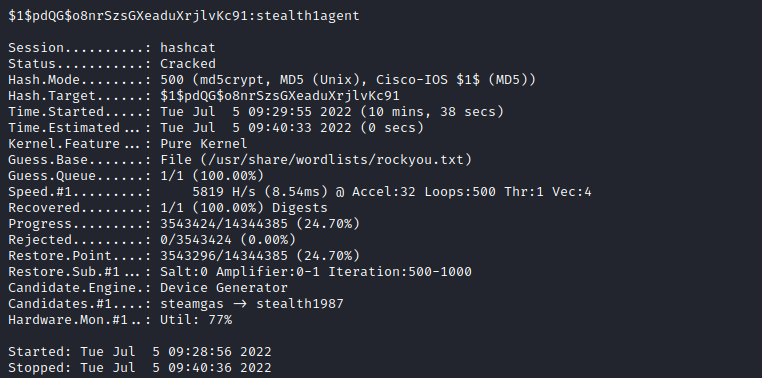 $1$pdQG$o8nrSzsGXeaduXrjlvKc91:stealth1agent
Session..........: hashcat
Status...........: Cracked
Hash.Mode........: 500 (md5crypt, MD5 (Unix), Cisco-IOS $1$ (MD5))
Hash.Target......: $1$pdQG$o8nrSzsGXeaduXrjlvKc91
Time.Started.....: Tue Jul  5 09:29:55 2022 (10 mins, 38 secs)
Time.Estimated...: Tue Jul  5 09:40:33 2022 (0 secs)
Kernel.Feature...: Pure Kernel
Guess.Base.......: File (/usr/share/wordlists/rockyou.txt)
Guess.Queue......: 1/1 (100.00%)
Speed.#1.........:     5819 H/s (8.54ms) @ Accel:32 Loops:500 Thr:1 Vec:4
Recovered........: 1/1 (100.00%) Digests
Progress.........: 3543424/14344385 (24.70%)
Rejected.........: 0/3543424 (0.00%)
Restore.Point....: 3543296/14344385 (24.70%)
Restore.Sub.#1...: Salt:0 Amplifier:0-1 Iteration:500-1000
Candidate.Engine.: Device Generator
Candidates.#1....: steamgas -> stealth1987
Hardware.Mon.#1..: Util: 77%
Started: Tue Jul  5 09:28:56 2022
Stopped: Tue Jul  5 09:40:36 2022